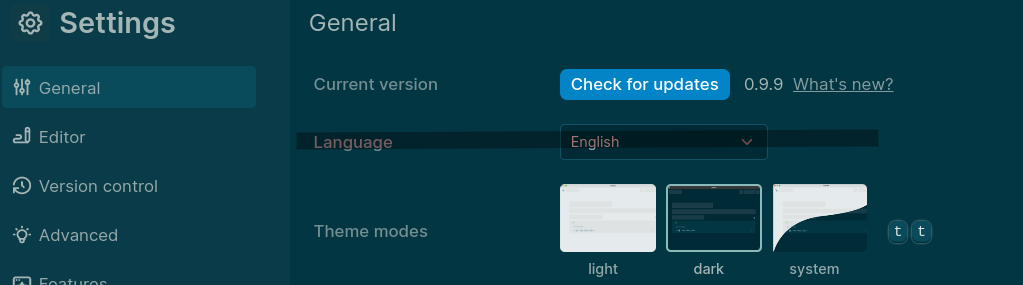 Settings
General
General
Current version Check for updates 0.9.9 What's new?
Editor
Language English
Version control
Theme modes t t
Advanced
light dark system
Features